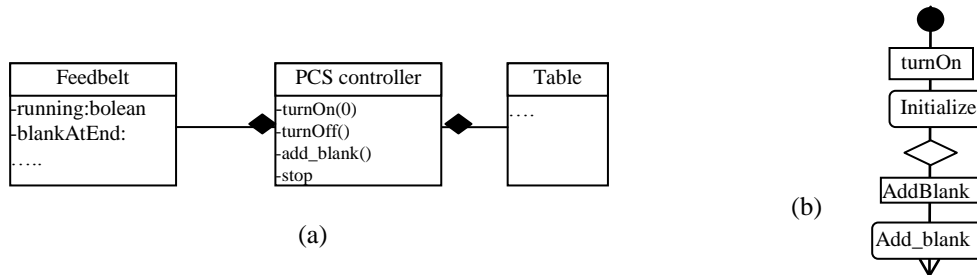 Feedbelt
-running:bolean
-blankAtEnd:
.....
PCS controller
-turnOn(0)
-turnOff()
-add_blank()
-stop
Table
....
(a)
turnOn
Initialize
AddBlank
Add_blank
(b)